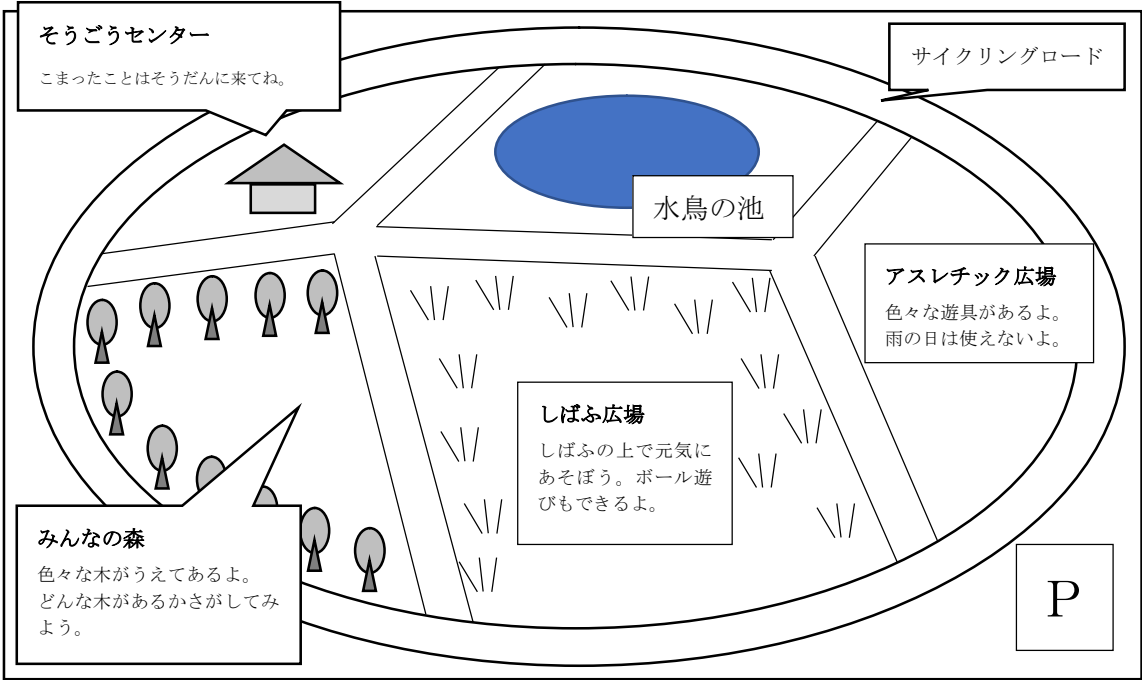 そうごうセンター
こまったことはそうだんに来てね。
サイクリングロード
水鳥の池
アスレチック広場
色々な遊具があるよ。
雨の日は使えないよ。
しばふ広場
しばふの上で元気に
あそぼう。ボール遊
びもできるよ。
みんなの森
色々な木がうえてあるよ。
どんな木があるかさがしてみ
よう。
P